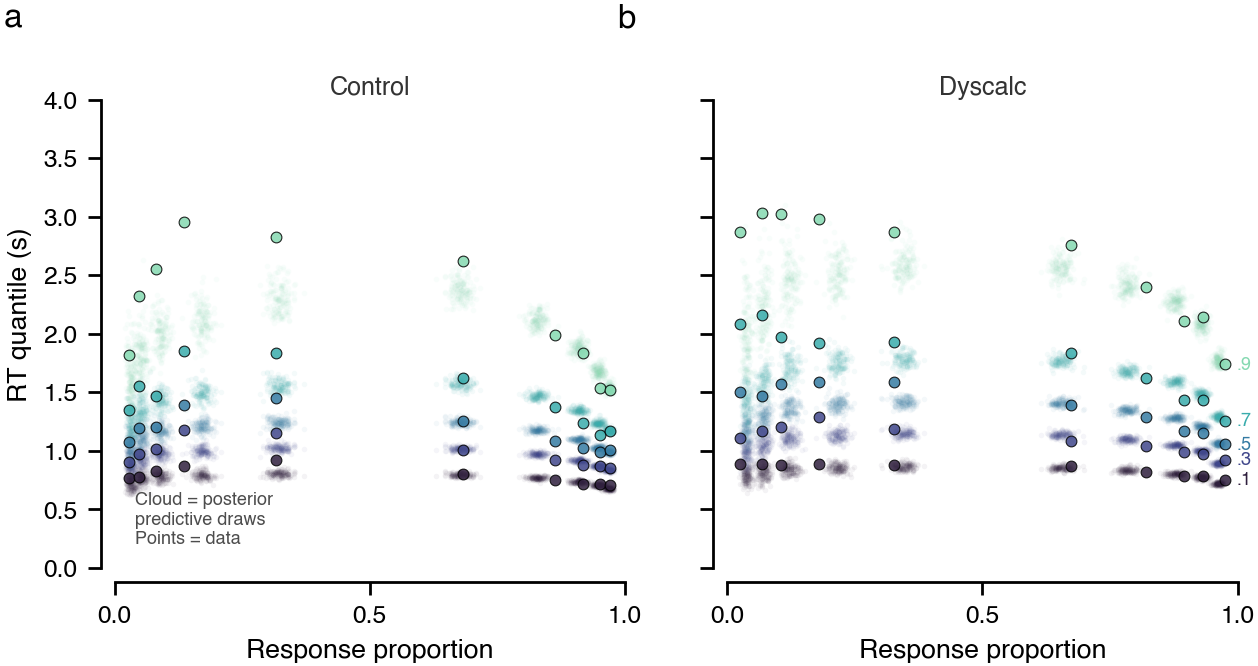 a
b
Control
Dyscalc
4.0
3.5
3.0
2.5
2.0
1.5
1.0
0.5
0.0
RT quantile (s)
Cloud = posterior
predictive draws
Points = data
.9
.7
.5
.3
.1
0.0 0.5 1.0
0.0 0.5 1.0
Response proportion
Response proportion